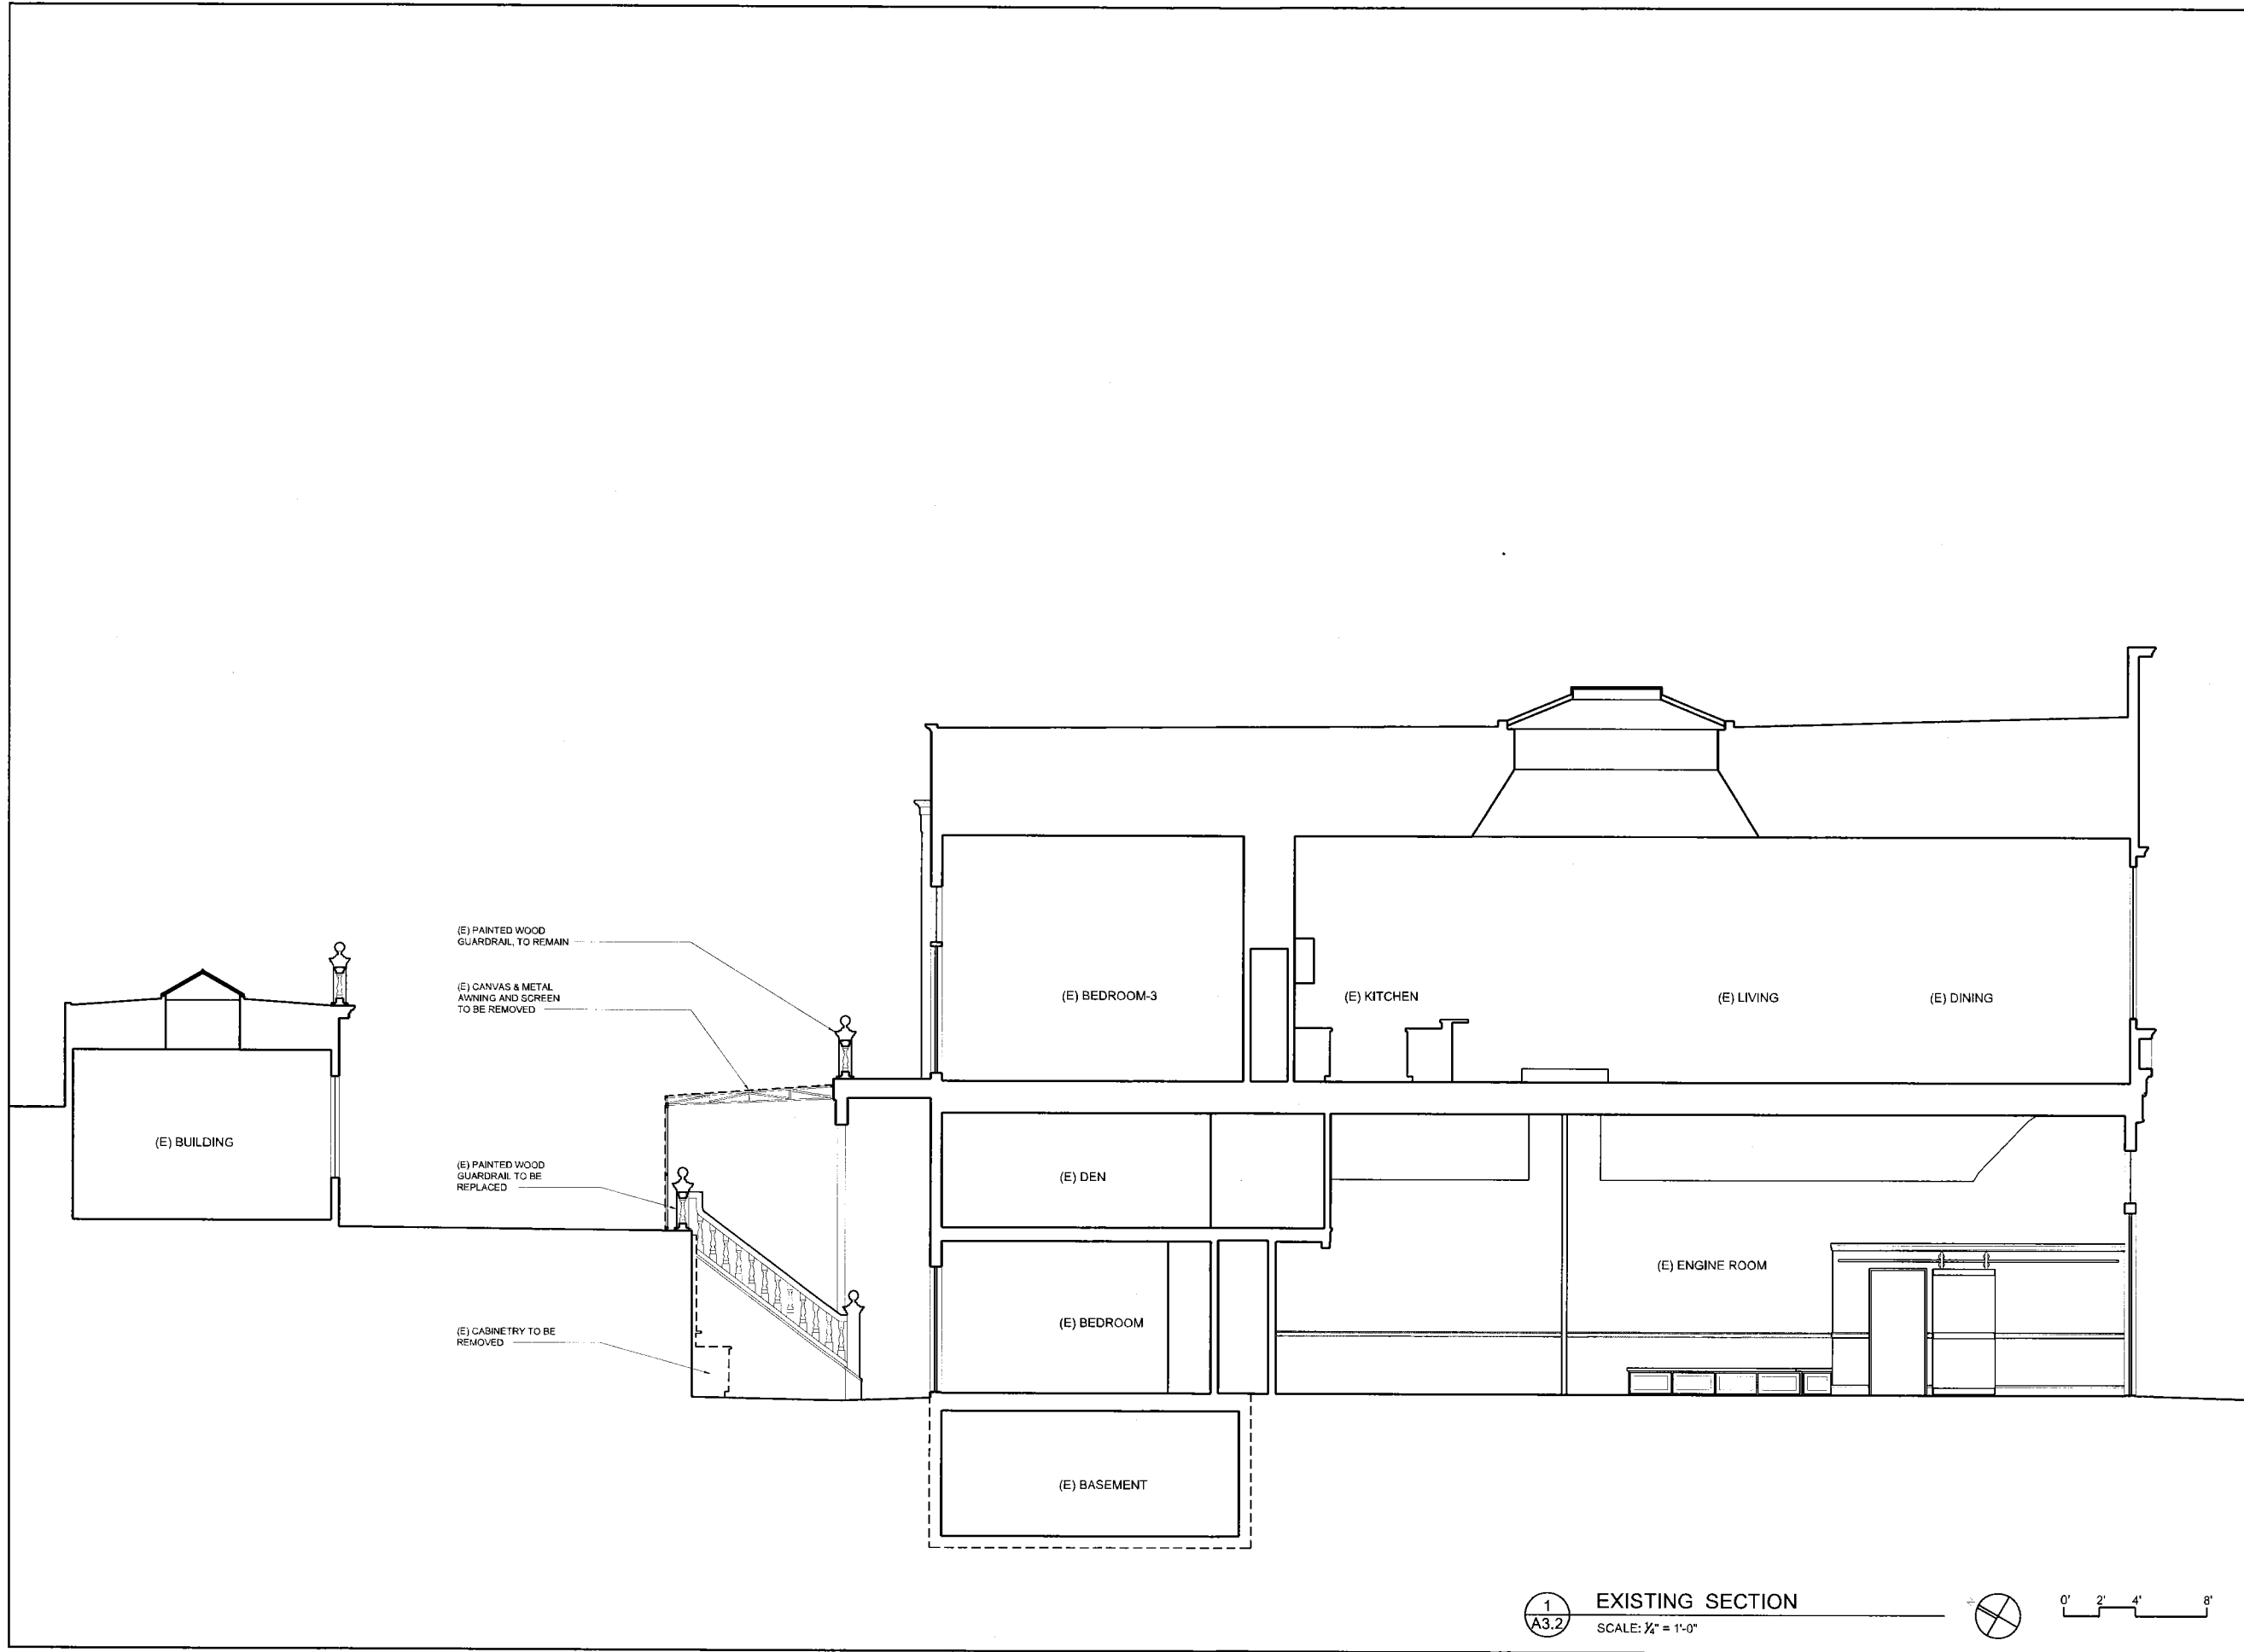 (E) PAINTED WOOD
GUARDRAIL, TO REMAIN
(E) CANVAS & METAL
AWNING AND SCREEN
TO BE REMOVED
(E) BEDROOM-3
(E) KITCHEN
(E) LIVING
(E) DINING
(E) BUILDING
(E) PAINTED WOOD
GUARDRAIL TO BE
REPLACED
(E) DEN
(E) ENGINE ROOM
(E) CABINETRY TO BE
REMOVED
(E) BEDROOM
(E) BASEMENT
1
A3.2
EXISTING SECTION
SCALE: ¼" = 1'-0"
0' 2' 4' 8'